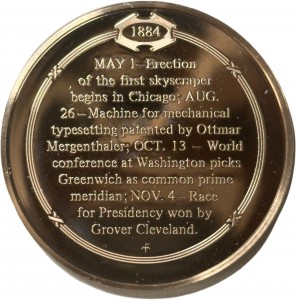 1884
MAY 1–Erection
of the first skyscraper
begins in Chicago; AUG.
26–Machine for mechanical
typesetting patented by Ottmar
Mergenthaler; OCT. 13 – World
conference at Washington picks
Greenwich as common prime
meridian; NOV. 4–Race
for Presidency won by
Grover Cleveland.